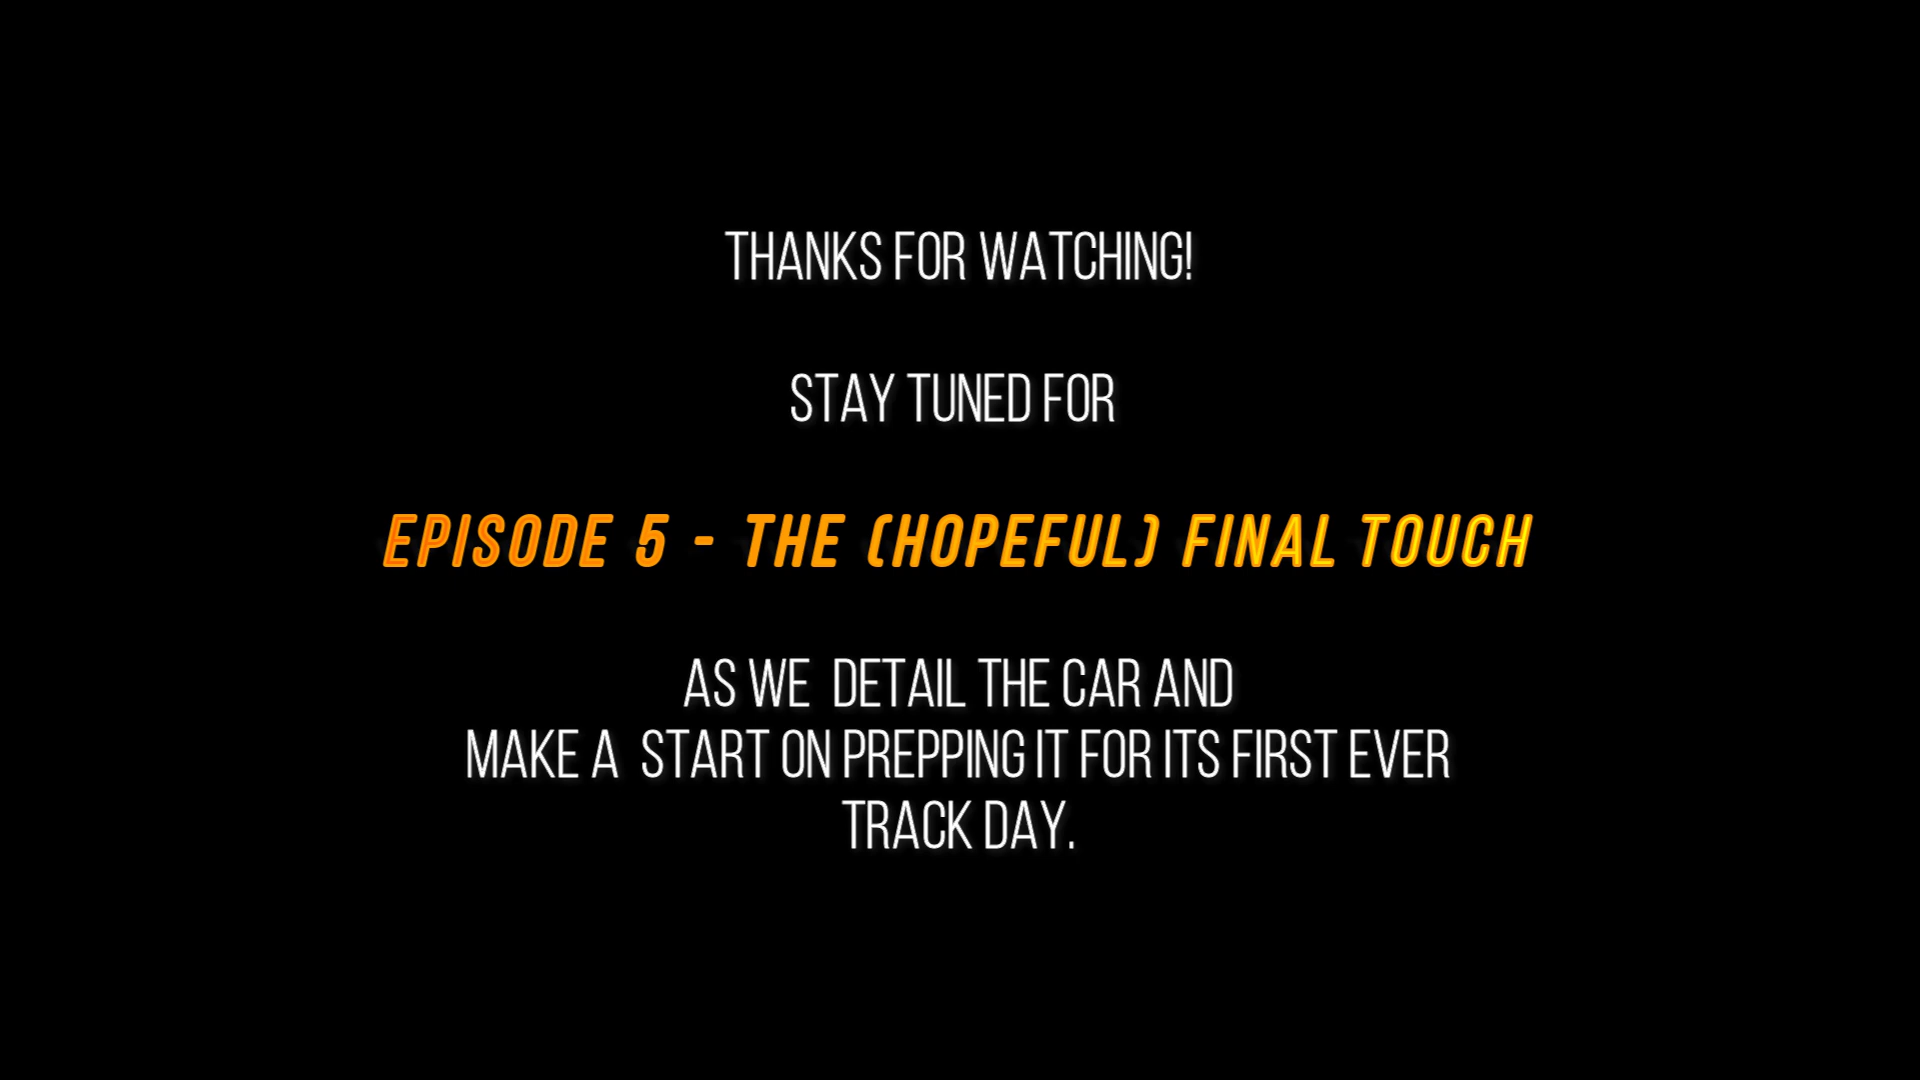 THANKS FOR WATCHING!
STAY TUNED FOR
EPISODE 5 - THE (HOPEFUL) FINAL TOUCH
AS WE DETAIL THE CAR AND
MAKE A START ON PREPPING IT FOR ITS FIRST EVER
TRACK DAY.